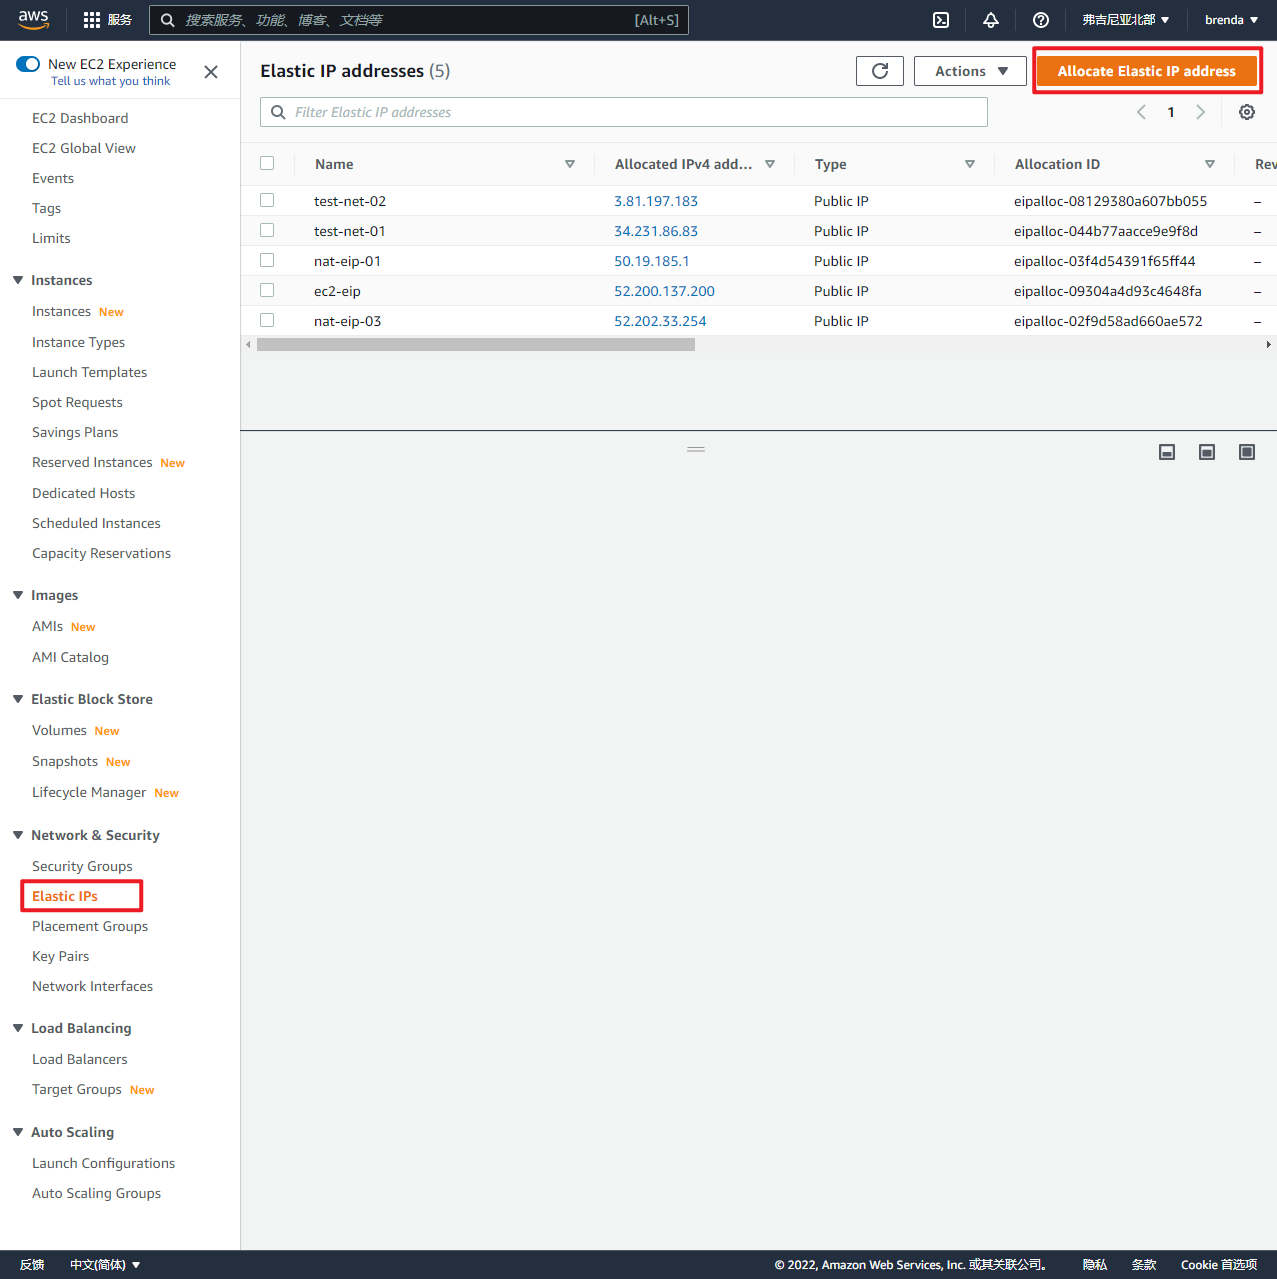 aws
服务
搜索服务、功能、博客、文档等
[Alt+S]
弗吉尼亚北部
brenda
New EC2 Experience
Tell us what you think
EC2 Dashboard
EC2 Global View
Events
Tags
Limits
Instances
Instances New
Instance Types
Launch Templates
Spot Requests
Savings Plans
Reserved Instances New
Dedicated Hosts
Scheduled Instances
Capacity Reservations
Images
AMIs New
AMI Catalog
Elastic Block Store
Volumes New
Snapshots New
Lifecycle Manager New
Network & Security
Security Groups
Elastic IPs
Placement Groups
Key Pairs
Network Interfaces
Load Balancing
Load Balancers
Target Groups New
Auto Scaling
Launch Configurations
Auto Scaling Groups
Elastic IP addresses (5)
Actions
Allocate Elastic IP address
Filter Elastic IP addresses
1
Name Allocated IPv4 add... Type Allocation ID Rev
test-net-02 3.81.197.183 Public IP eipalloc-08129380a607bb055 –
test-net-01 34.231.86.83 Public IP eipalloc-044b77aacce9e9f8d –
nat-eip-01 50.19.185.1 Public IP eipalloc-03f4d54391f65ff44 –
ec2-eip 52.200.137.200 Public IP eipalloc-09304a4d93c4648fa –
nat-eip-03 52.202.33.254 Public IP eipalloc-02f9d58ad660ae572 –
反馈
中文(简体)
© 2022, Amazon Web Services, Inc. 或其关联公司。
隐私
条款
Cookie 首选项